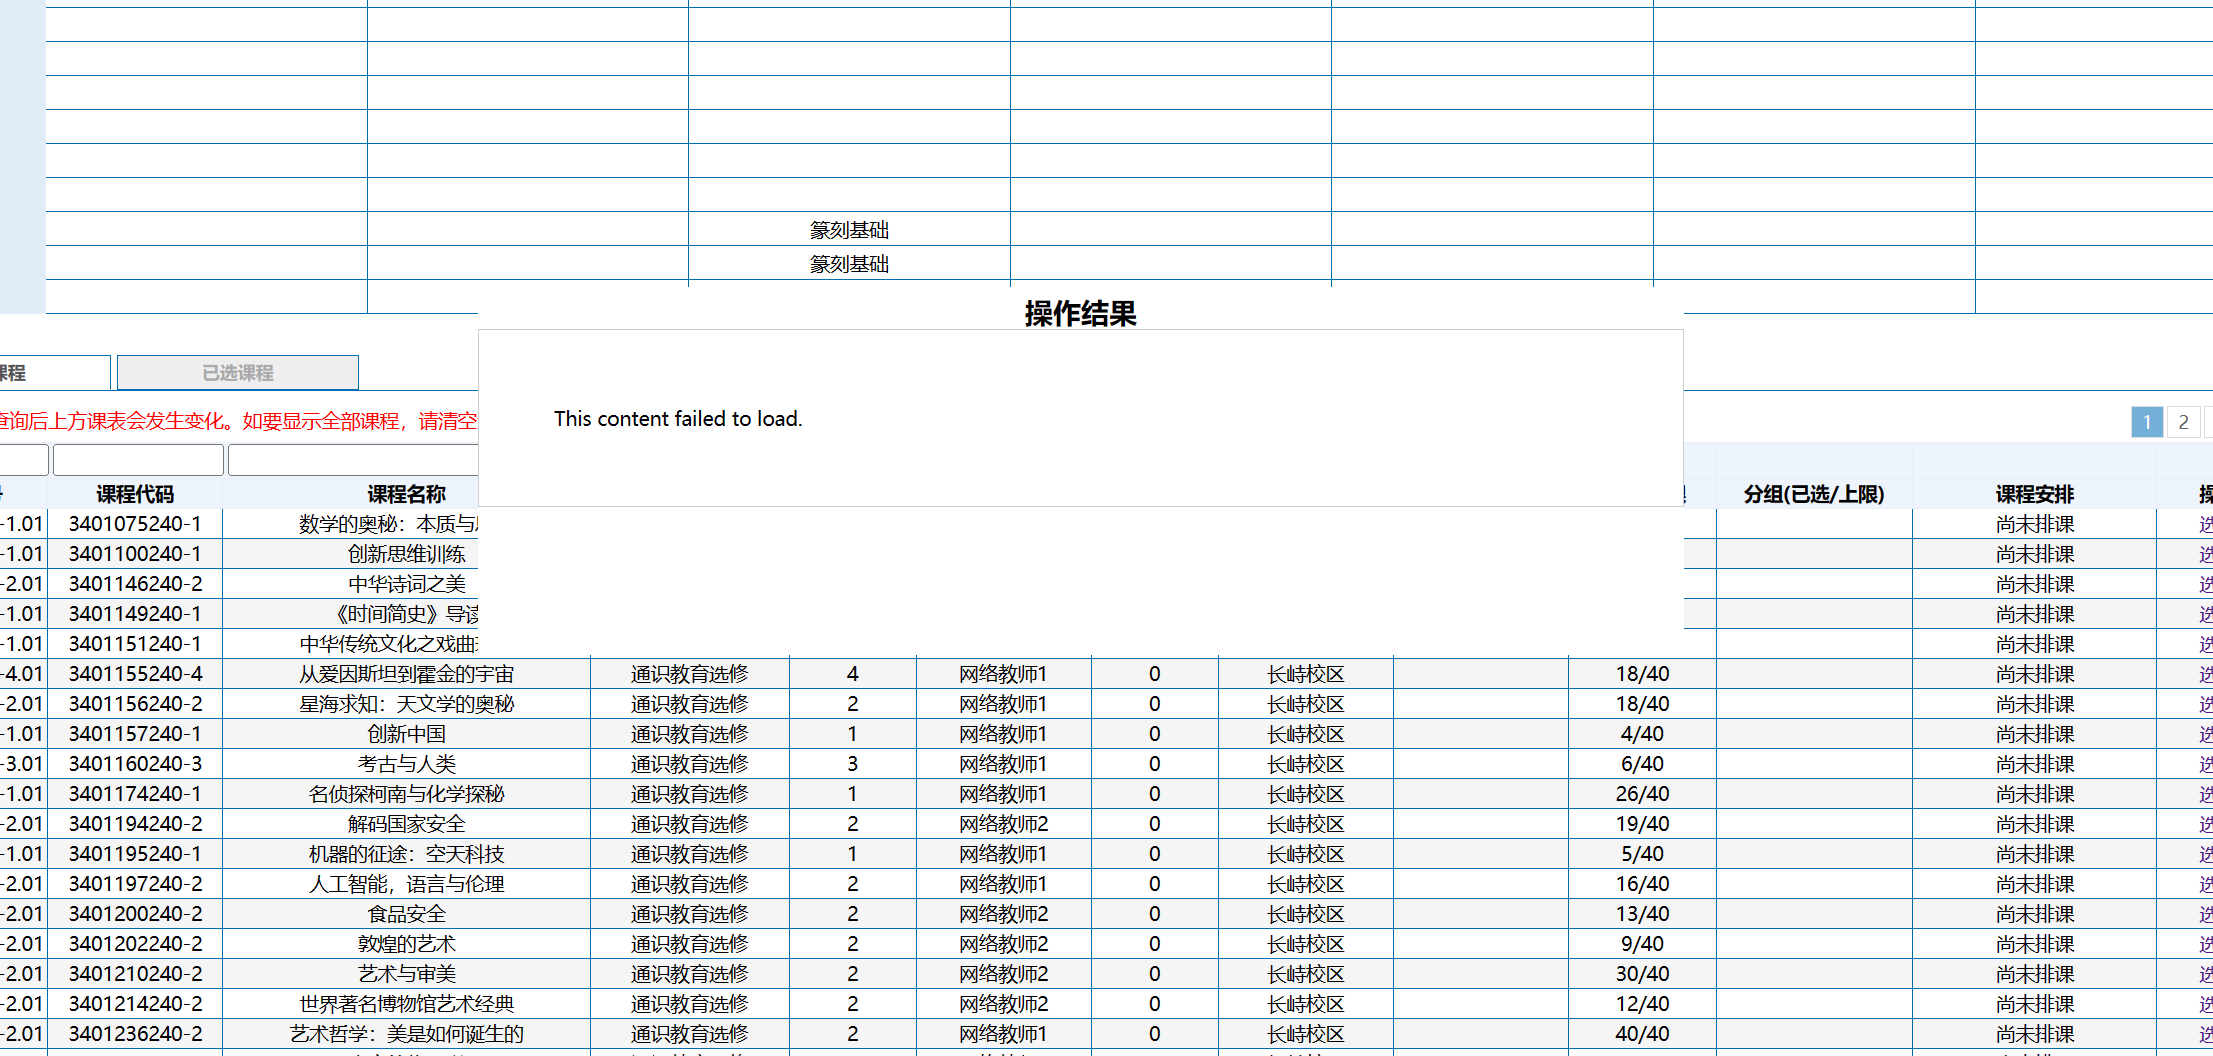 篆刻基础
篆刻基础
操作结果
课程 已选课程
查询后上方课表会发生变化。如要显示全部课程，请清空
This content failed to load.
1 2
课程代码 课程名称 分组(已选/上限) 课程安排
-1.01 3401075240-1 数学的奥秘：本质与 尚未排课 选
-1.01 3401100240-1 创新思维训练 尚未排课 选
-2.01 3401146240-2 中华诗词之美 尚未排课 选
-1.01 3401149240-1 《时间简史》导读 尚未排课 选
-1.01 3401151240-1 中华传统文化之戏曲 尚未排课 选
-4.01 3401155240-4 从爱因斯坦到霍金的宇宙 通识教育选修 4 网络教师1 0 长峙校区 18/40 尚未排课 选
-2.01 3401156240-2 星海求知：天文学的奥秘 通识教育选修 2 网络教师1 0 长峙校区 18/40 尚未排课 选
-1.01 3401157240-1 创新中国 通识教育选修 1 网络教师1 0 长峙校区 4/40 尚未排课 选
-3.01 3401160240-3 考古与人类 通识教育选修 3 网络教师1 0 长峙校区 6/40 尚未排课 选
-1.01 3401174240-1 名侦探柯南与化学探秘 通识教育选修 1 网络教师1 0 长峙校区 26/40 尚未排课 选
-2.01 3401194240-2 解码国家安全 通识教育选修 2 网络教师2 0 长峙校区 19/40 尚未排课 选
-1.01 3401195240-1 机器的征途：空天科技 通识教育选修 1 网络教师1 0 长峙校区 5/40 尚未排课 选
-2.01 3401197240-2 人工智能，语言与伦理 通识教育选修 2 网络教师1 0 长峙校区 16/40 尚未排课 选
-2.01 3401200240-2 食品安全 通识教育选修 2 网络教师2 0 长峙校区 13/40 尚未排课 选
-2.01 3401202240-2 敦煌的艺术 通识教育选修 2 网络教师2 0 长峙校区 9/40 尚未排课 选
-2.01 3401210240-2 艺术与审美 通识教育选修 2 网络教师2 0 长峙校区 30/40 尚未排课 选
-2.01 3401214240-2 世界著名博物馆艺术经典 通识教育选修 2 网络教师2 0 长峙校区 12/40 尚未排课 选
-2.01 3401236240-2 艺术哲学：美是如何诞生的 通识教育选修 2 网络教师1 0 长峙校区 40/40 尚未排课 选